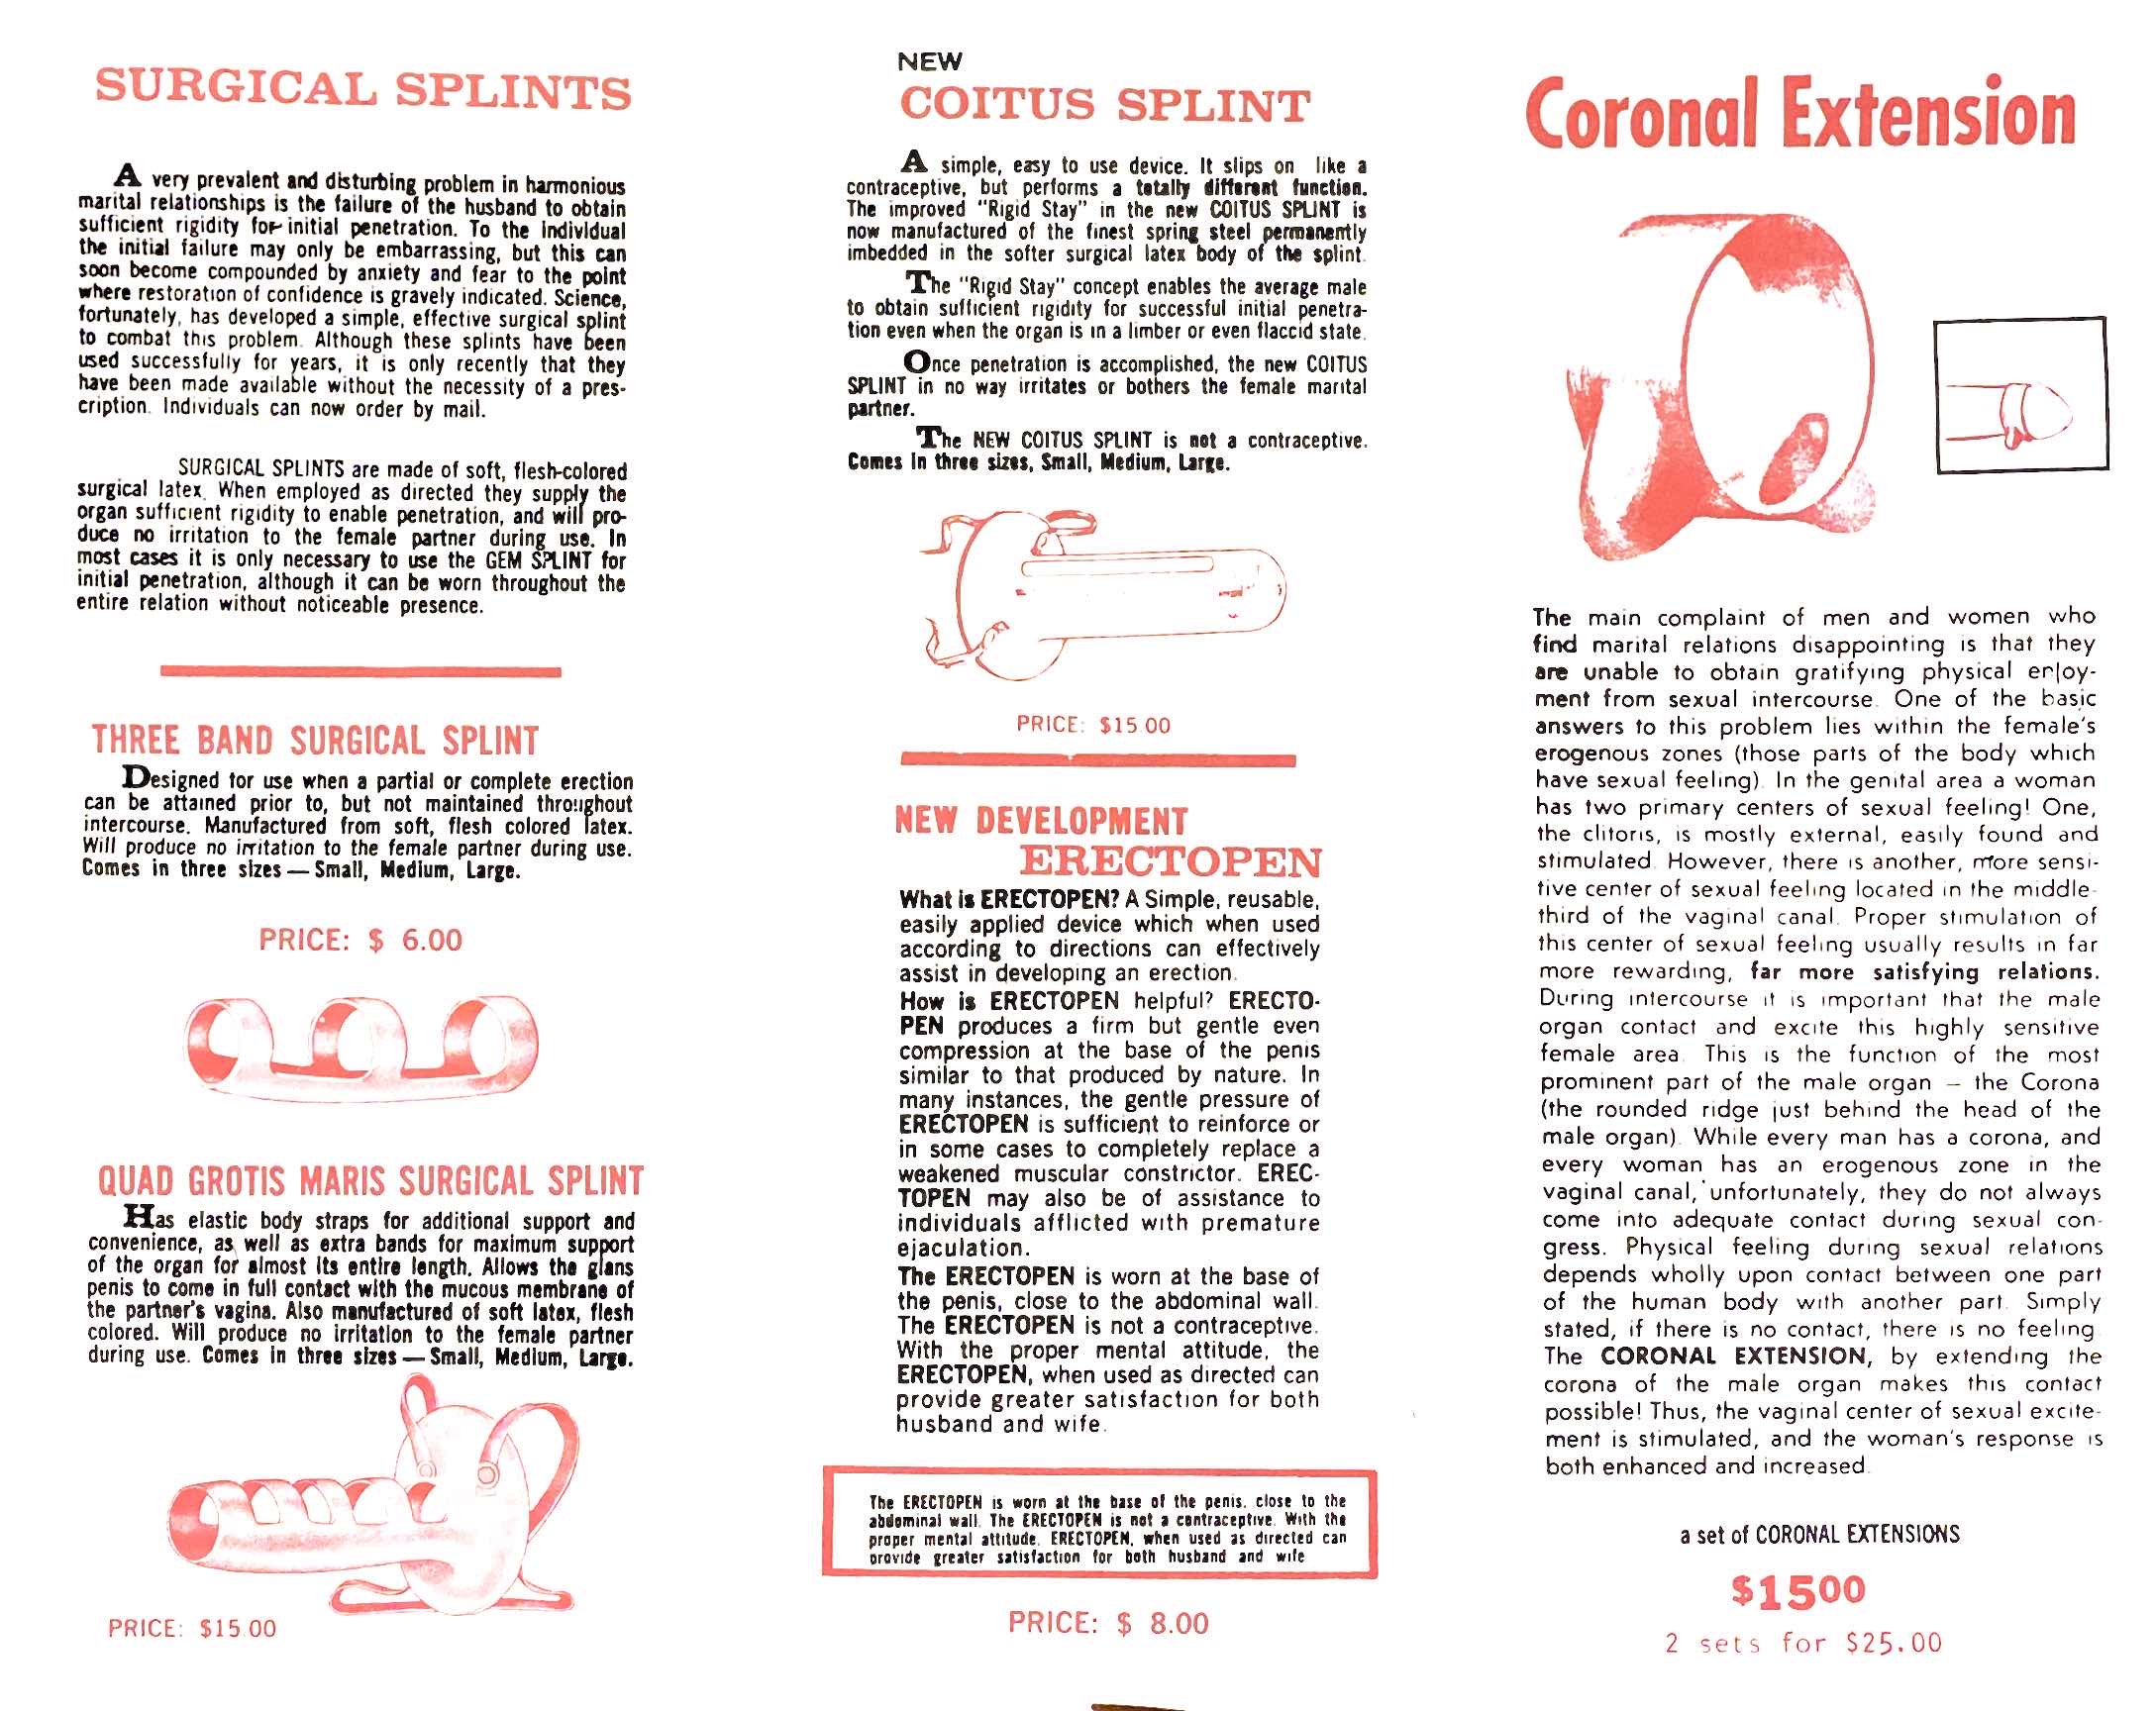 SURGICAL SPLINTS
A very prevalent and disturbing problem in harmonious
marital relationships is the failure of the husband to obtain
sufficient rigidity for initial penetration. To the individual
the initial failure may only be embarrassing, but this can
soon become compounded by anxiety and fear to the point
where restoration of confidence is gravely indicated. Science,
fortunately, has developed a simple, effective surgical splint
to combat this problem. Although these splints have been
used successfully for years, it is only recently that they
have been made available without the necessity of a pres-
cription. Individuals can now order by mail.
SURGICAL SPLINTS are made of soft, flesh-colored
surgical latex. When employed as directed they supply the
organ sufficient rigidity to enable penetration, and will pro-
duce no irritation to the female partner during use. In
most cases it is only necessary to use the GEM SPLINT for
initial penetration, although it can be worn throughout the
entire relation without noticeable presence.
THREE BAND SURGICAL SPLINT
Designed for use when a partial or complete erection
can be attained prior to, but not maintained throughout
intercourse. Manufactured from soft, flesh colored latex.
Will produce no irritation to the female partner during use.
Comes in three sizes — Small, Medium, Large.
PRICE: $ 6.00
QUAD GROTIS MARIS SURGICAL SPLINT
Has elastic body straps for additional support and
convenience, as well as extra bands for maximum support
of the organ for almost its entire length. Allows the glans
penis to come in full contact with the mucous membrane of
the partner's vagina. Also manufactured of soft latex, flesh
colored. Will produce no irritation to the female partner
during use. Comes in three sizes — Small, Medium, Large.
PRICE: $15.00
NEW
COITUS SPLINT
A simple, easy to use device. It slips on like a
contraceptive, but performs a totally different function.
The improved "Rigid Stay" in the new COITUS SPLINT is
now manufactured of the finest spring steel permanently
imbedded in the softer surgical latex body of the splint.
The "Rigid Stay" concept enables the average male
to obtain sufficient rigidity for successful initial penetra-
tion even when the organ is in a limber or even flaccid state.
Once penetration is accomplished, the new COITUS
SPLINT in no way irritates or bothers the female marital
partner.
The NEW COITUS SPLINT is not a contraceptive.
Comes in three sizes, Small, Medium, Large.
PRICE: $15.00
NEW DEVELOPMENT
ERECTOPEN
What is ERECTOPEN? A Simple, reusable,
easily applied device which when used
according to directions can effectively
assist in developing an erection.
How is ERECTOPEN helpful? ERECTO-
PEN produces a firm but gentle even
compression at the base of the penis
similar to that produced by nature. In
many instances, the gentle pressure of
ERECTOPEN is sufficient to reinforce or
in some cases to completely replace a
weakened muscular constrictor. EREC-
TOPEN may also be of assistance to
individuals afflicted with premature
ejaculation.
The ERECTOPEN is worn at the base of
the penis, close to the abdominal wall.
The ERECTOPEN is not a contraceptive.
With the proper mental attitude, the
ERECTOPEN, when used as directed can
provide greater satisfaction for both
husband and wife.
The ERECTOPEN is worn at the base of the penis, close to the
abdominal wall. The ERECTOPEN is not a contraceptive. With the
proper mental attitude, ERECTOPEN, when used as directed can
provide greater satisfaction for both husband and wife
PRICE: $ 8.00
Coronal Extension
The main complaint of men and women who
find marital relations disappointing is that they
are unable to obtain gratifying physical enjoy-
ment from sexual intercourse. One of the basic
answers to this problem lies within the female's
erogenous zones (those parts of the body which
have sexual feeling). In the genital area a woman
has two primary centers of sexual feeling! One,
the clitoris, is mostly external, easily found and
stimulated. However, there is another, more sensi-
tive center of sexual feeling located in the middle-
third of the vaginal canal. Proper stimulation of
this center of sexual feeling usually results in far
more rewarding, far more satisfying relations.
During intercourse it is important that the male
organ contact and excite this highly sensitive
female area. This is the function of the most
prominent part of the male organ — the Corona
(the rounded ridge just behind the head of the
male organ). While every man has a corona, and
every woman has an erogenous zone in the
vaginal canal, unfortunately, they do not always
come into adequate contact during sexual con-
gress. Physical feeling during sexual relations
depends wholly upon contact between one part
of the human body with another part. Simply
stated, if there is no contact, there is no feeling.
The CORONAL EXTENSION, by extending the
corona of the male organ makes this contact
possible! Thus, the vaginal center of sexual excite-
ment is stimulated, and the woman's response is
both enhanced and increased.
a set of CORONAL EXTENSIONS
$1500
2 sets for $25.00